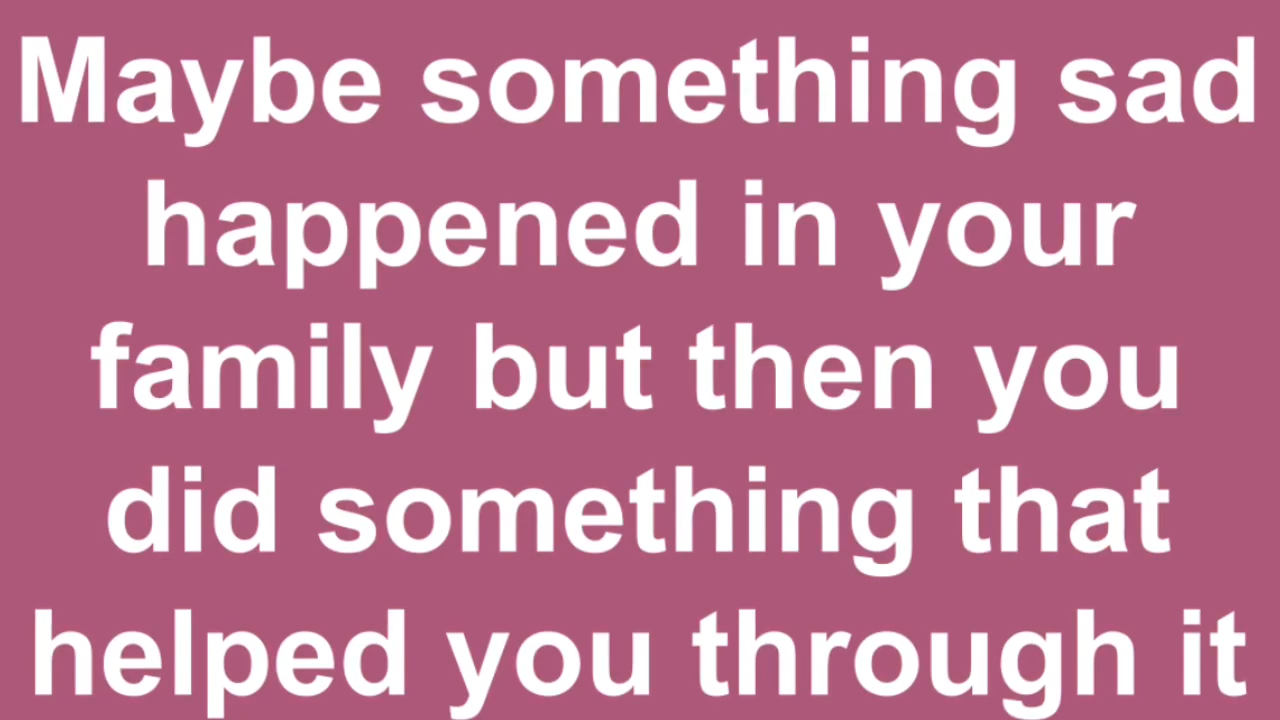 Maybe something sad
happened in your
family but then you
did something that
helped you through it